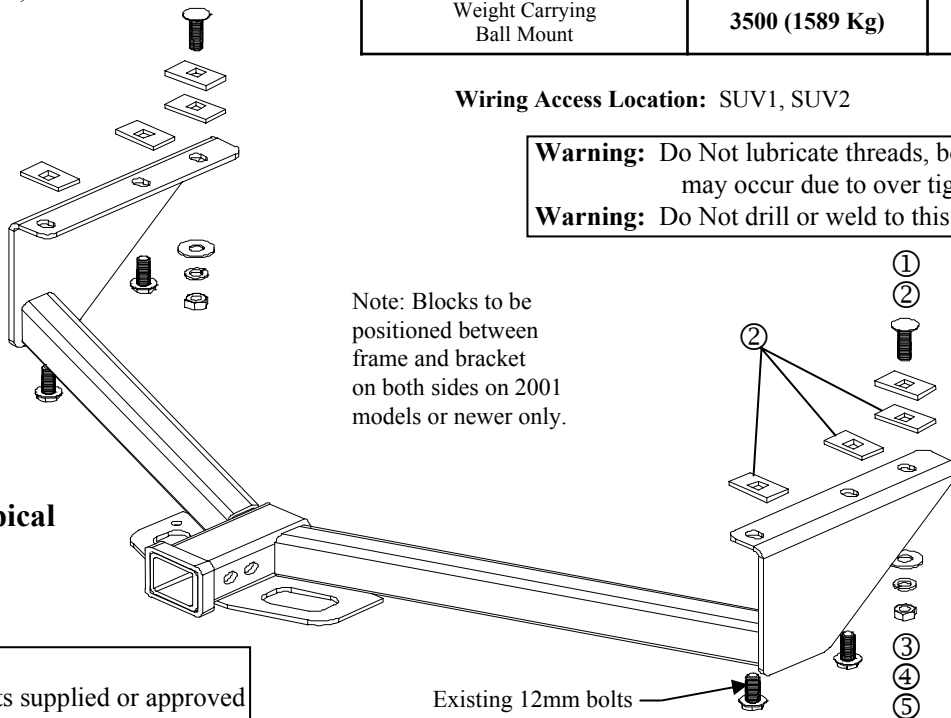 Weight Carrying
Ball Mount
3500 (1589 Kg)
Wiring Access Location: SUV1, SUV2
Warning: Do Not lubricate threads,
may occur due to over
Warning: Do Not drill or weld to this
①
②
②
Note: Blocks to be
positioned between
frame and bracket
on both sides on 2001
models or newer only.
supplied or approved
Existing 12mm bolts
③
④
⑤